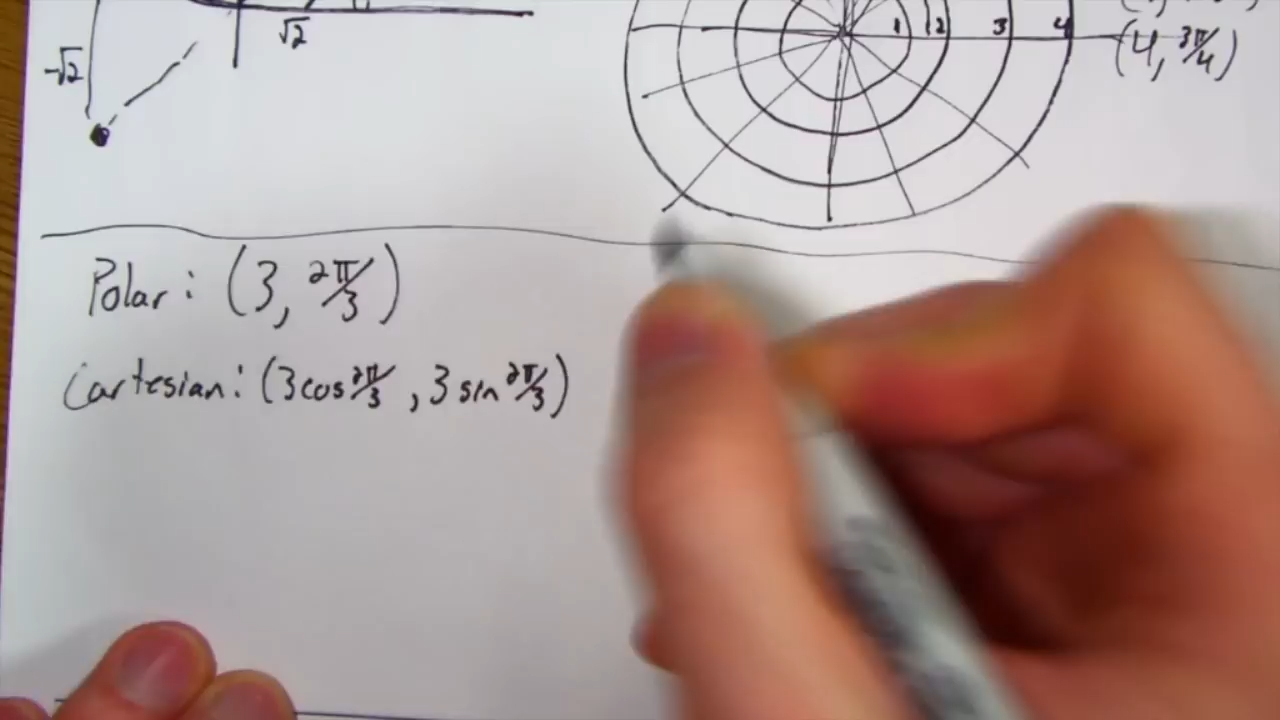 √2
-√2
1 2 3 4
(4, 3π/4)
Polar: (3, 2π/3)
Cartesian: (3cos 2π/3, 3 sin 2π/3)